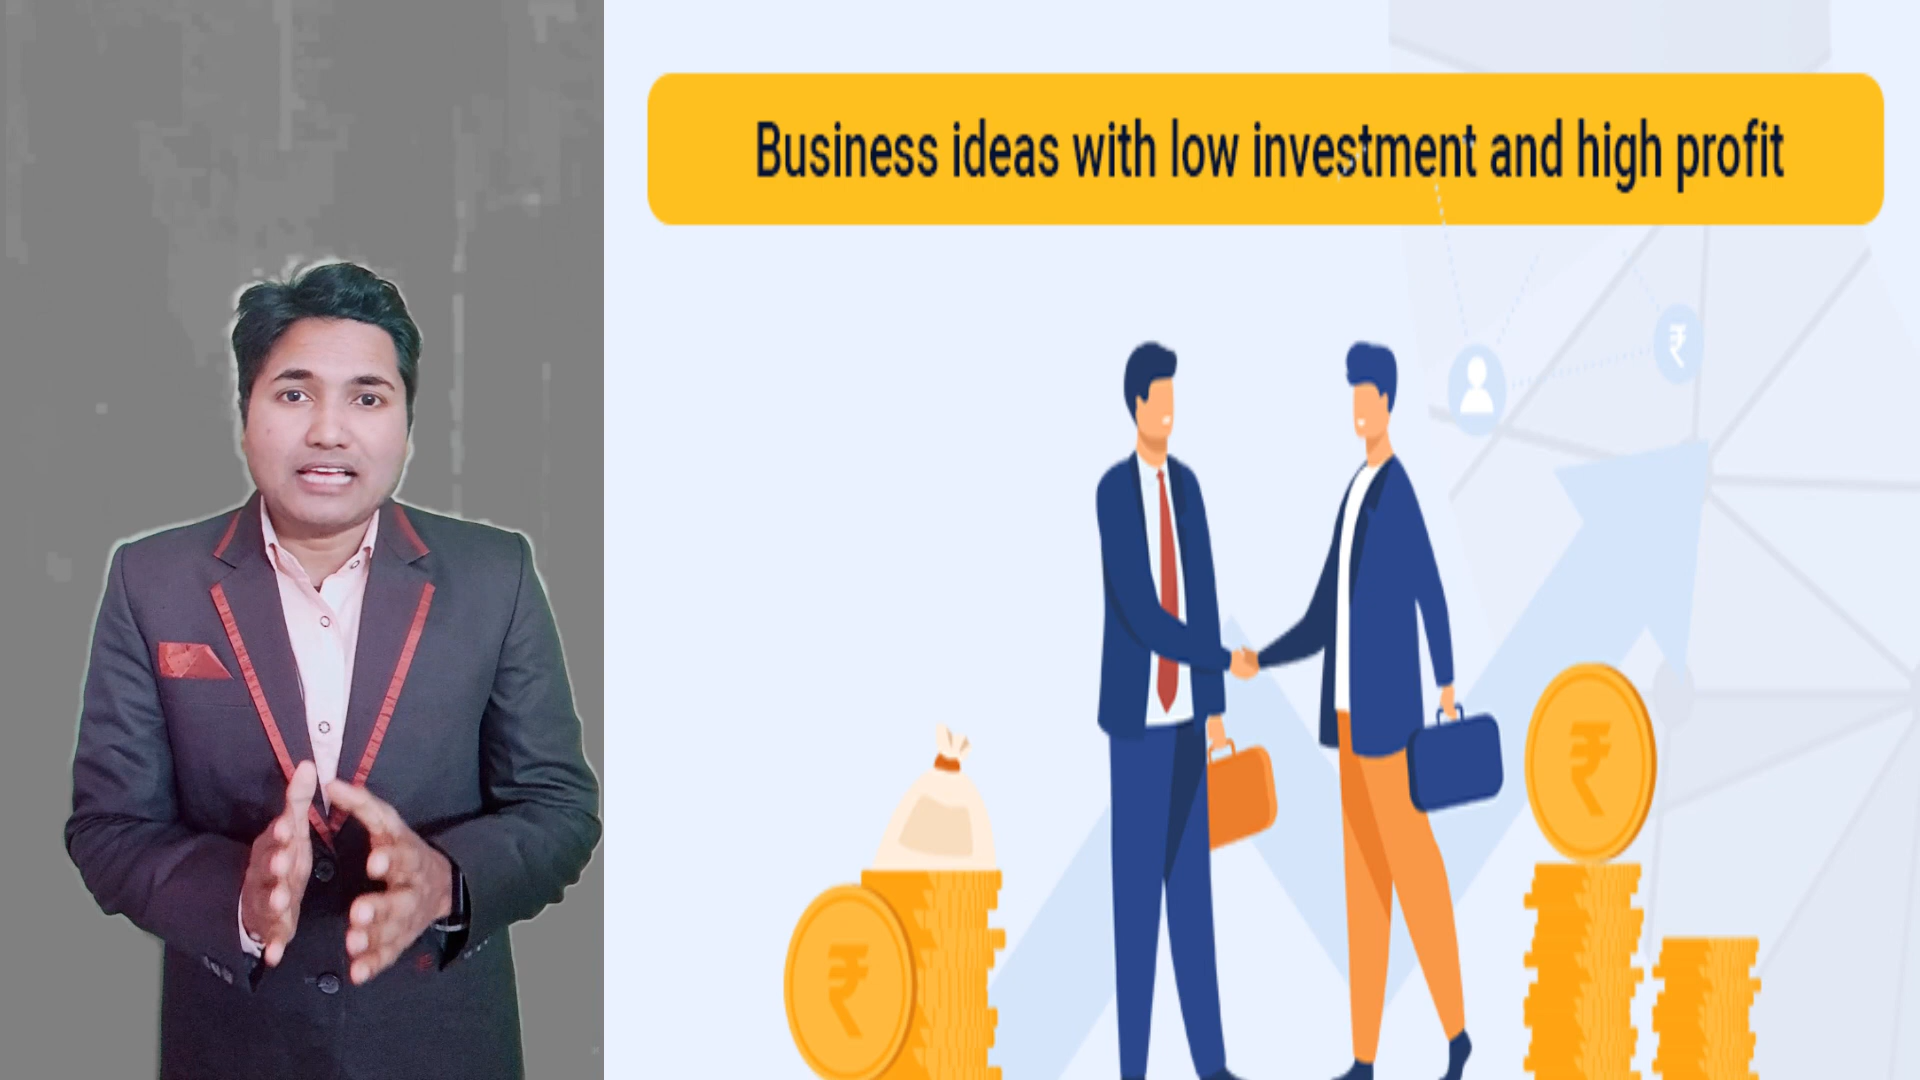 Business ideas with low investment and high profit
₹
₹
₹